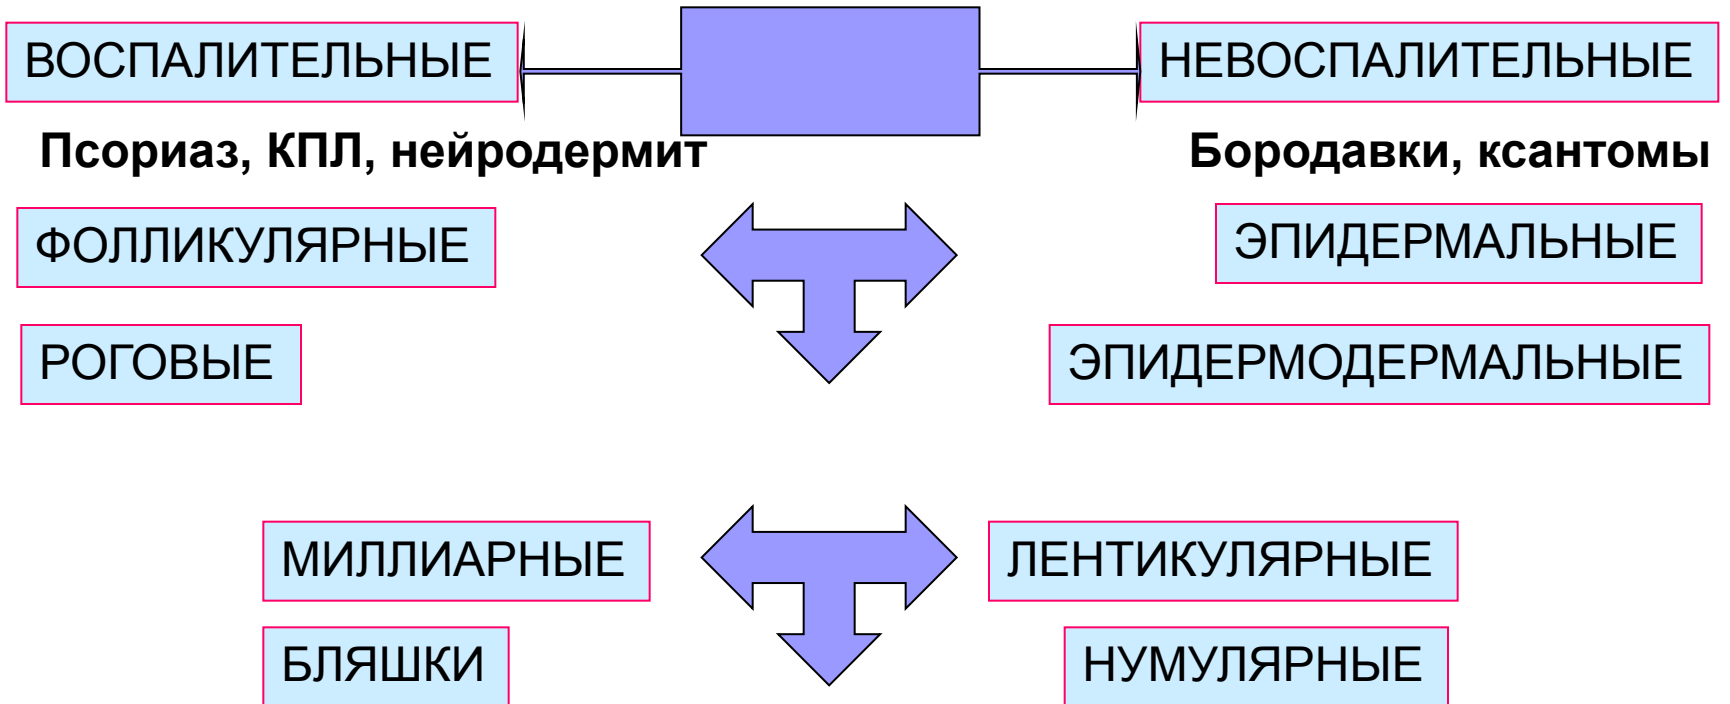 ВОСПАЛИТЕЛЬНЫЕ
НЕВОСПАЛИТЕЛЬНЫЕ
Псориаз, КПЛ, нейродермит
Бородавки, ксантомы
ФОЛЛИКУЛЯРНЫЕ
ЭПИДЕРМАЛЬНЫЕ
РОГОВЫЕ
ЭПИДЕРМОДЕРМАЛЬНЫЕ
МИЛЛИАРНЫЕ
ЛЕНТИКУЛЯРНЫЕ
БЛЯШКИ
НУМУЛЯРНЫЕ